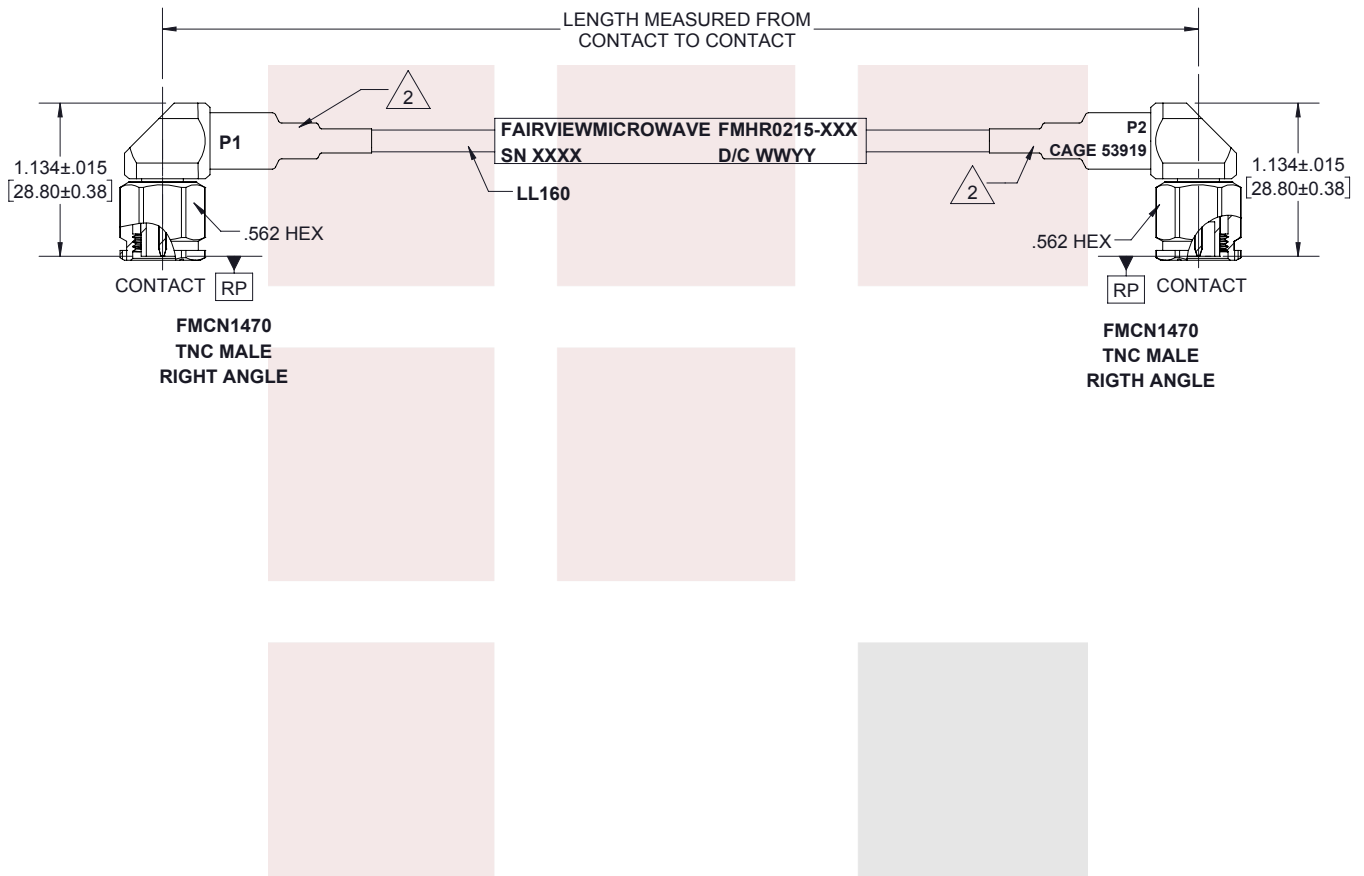 LENGTH MEASURED FROM
CONTACT TO CONTACT
2
P1
FAIRVIEWMICROWAVE FMHR0215-XXX
SN XXXX D/C WWYY
P2
CAGE 53919
1.134±.015
[28.80±0.38]
1.134±.015
[28.80±0.38]
LL160
2
.562 HEX
.562 HEX
CONTACT RP
RP CONTACT
FMCN1470
TNC MALE
RIGHT ANGLE
FMCN1470
TNC MALE
RIGTH ANGLE